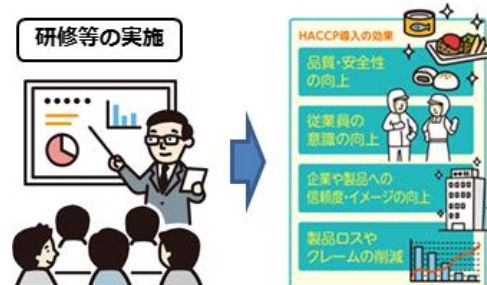 研修等の実施
HACCP導入の効果
品質・安全性
の向上
従業員の
意識の向上
企業や製品への
信頼度・イメージの向上
製品ロスや
クレームの削減